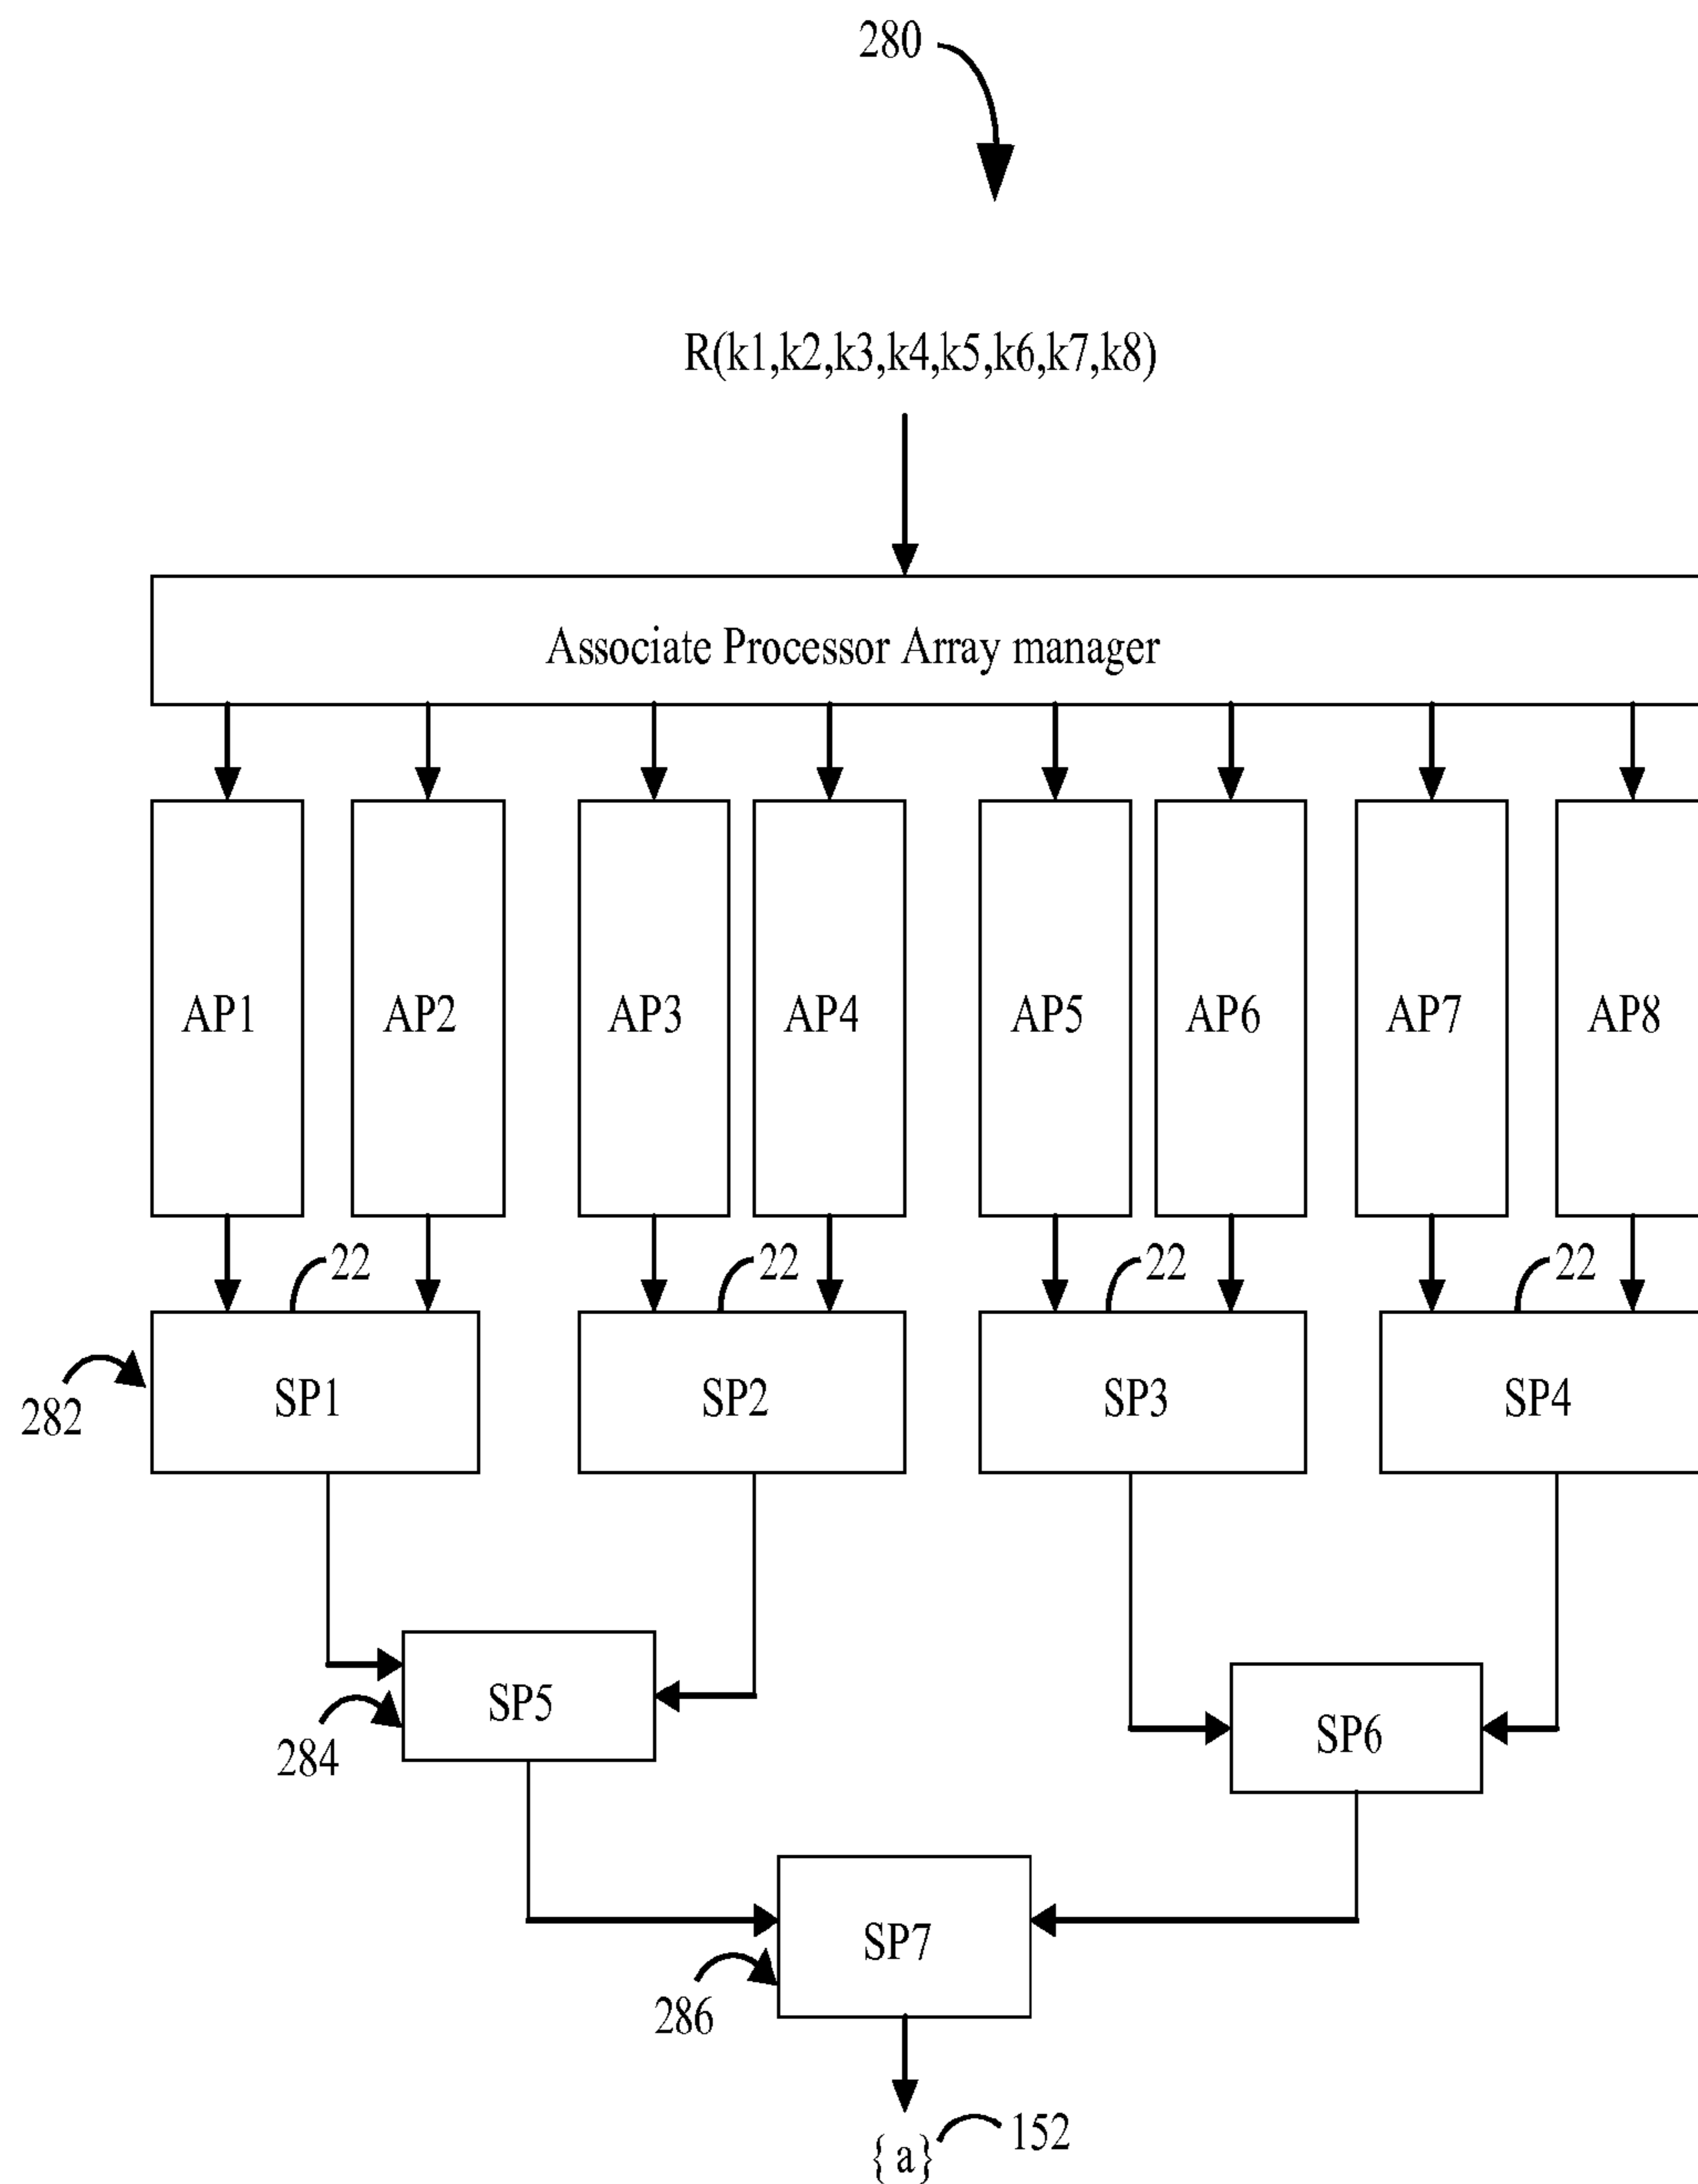 280
R(k1,k2,k3,k4,k5,k6,k7,k8)
Associate Processor Array manager
AP1 AP2 AP3 AP4 AP5 AP6 AP7 AP8
22 22 22 22
282
SP1 SP2 SP3 SP4
SP5
SP6
284
SP7
286
{a} 152